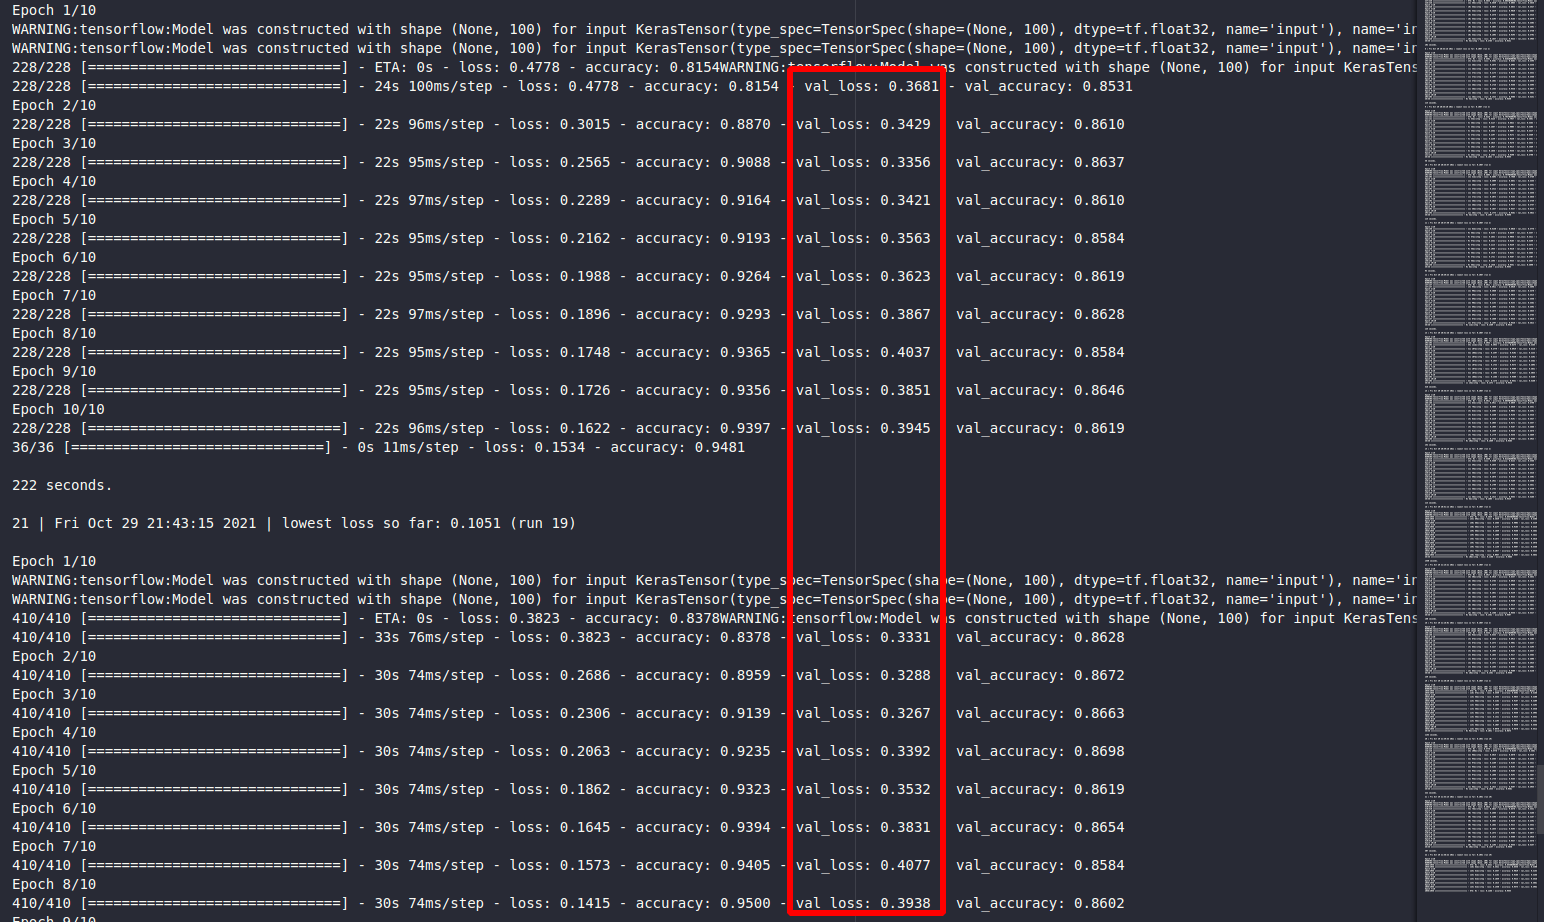 Epoch 1/10
WARNING:tensorflow:Model was constructed with shape (None, 100) for input KerasTensor(type_spec=TensorSpec(shape=(None, 100), dtype=tf.float32, name='input'), name='in
WARNING:tensorflow:Model was constructed with shape (None, 100) for input KerasTensor(type_spec=TensorSpec(shape=(None, 100), dtype=tf.float32, name='input'), name='in
228/228 [==============================] - ETA: 0s - loss: 0.4778 - accuracy: 0.8154WARNING:tensorflow:Model was constructed with shape (None, 100) for input KerasTens
228/228 [==============================] - 24s 100ms/step - loss: 0.4778 - accuracy: 0.8154 - val_loss: 0.3681 - val_accuracy: 0.8531
Epoch 2/10
228/228 [==============================] - 22s 96ms/step - loss: 0.3015 - accuracy: 0.8870 - val_loss: 0.3429 val_accuracy: 0.8610
Epoch 3/10
228/228 [==============================] - 22s 95ms/step - loss: 0.2565 - accuracy: 0.9088 - val_loss: 0.3356 val_accuracy: 0.8637
Epoch 4/10
228/228 [==============================] - 22s 97ms/step - loss: 0.2289 - accuracy: 0.9164 - val_loss: 0.3421 val_accuracy: 0.8610
Epoch 5/10
228/228 [==============================] - 22s 95ms/step - loss: 0.2162 - accuracy: 0.9193 - val_loss: 0.3563 val_accuracy: 0.8584
Epoch 6/10
228/228 [==============================] - 22s 95ms/step - loss: 0.1988 - accuracy: 0.9264 - val_loss: 0.3623 val_accuracy: 0.8619
Epoch 7/10
228/228 [==============================] - 22s 97ms/step - loss: 0.1896 - accuracy: 0.9293 - val_loss: 0.3867 val_accuracy: 0.8628
Epoch 8/10
228/228 [==============================] - 22s 95ms/step - loss: 0.1748 - accuracy: 0.9365 - val_loss: 0.4037 val_accuracy: 0.8584
Epoch 9/10
228/228 [==============================] - 22s 95ms/step - loss: 0.1726 - accuracy: 0.9356 - val_loss: 0.3851 val_accuracy: 0.8646
Epoch 10/10
228/228 [==============================] - 22s 96ms/step - loss: 0.1622 - accuracy: 0.9397 - val_loss: 0.3945 val_accuracy: 0.8619
36/36 [==============================] - 0s 11ms/step - loss: 0.1534 - accuracy: 0.9481
222 seconds.
21 | Fri Oct 29 21:43:15 2021 | lowest loss so far: 0.1051 (run 19)
Epoch 1/10
WARNING:tensorflow:Model was constructed with shape (None, 100) for input KerasTensor(type_spec=TensorSpec(shape=(None, 100), dtype=tf.float32, name='input'), name='in
WARNING:tensorflow:Model was constructed with shape (None, 100) for input KerasTensor(type_spec=TensorSpec(shape=(None, 100), dtype=tf.float32, name='input'), name='in
410/410 [==============================] - ETA: 0s - loss: 0.3823 - accuracy: 0.8378WARNING:tensorflow:Model was constructed with shape (None, 100) for input KerasTens
410/410 [==============================] - 33s 76ms/step - loss: 0.3823 - accuracy: 0.8378 - val_loss: 0.3331 val_accuracy: 0.8628
Epoch 2/10
410/410 [==============================] - 30s 74ms/step - loss: 0.2686 - accuracy: 0.8959 - val_loss: 0.3288 val_accuracy: 0.8672
Epoch 3/10
410/410 [==============================] - 30s 74ms/step - loss: 0.2306 - accuracy: 0.9139 - val_loss: 0.3267 val_accuracy: 0.8663
Epoch 4/10
410/410 [==============================] - 30s 74ms/step - loss: 0.2063 - accuracy: 0.9235 - val_loss: 0.3392 val_accuracy: 0.8698
Epoch 5/10
410/410 [==============================] - 30s 74ms/step - loss: 0.1862 - accuracy: 0.9323 - val_loss: 0.3532 val_accuracy: 0.8619
Epoch 6/10
410/410 [==============================] - 30s 74ms/step - loss: 0.1645 - accuracy: 0.9394 - val_loss: 0.3831 val_accuracy: 0.8654
Epoch 7/10
410/410 [==============================] - 30s 74ms/step - loss: 0.1573 - accuracy: 0.9405 - val_loss: 0.4077 val_accuracy: 0.8584
Epoch 8/10
410/410 [==============================] - 30s 74ms/step - loss: 0.1415 - accuracy: 0.9500 - val_loss: 0.3938 val_accuracy: 0.8602
Epoch 9/10